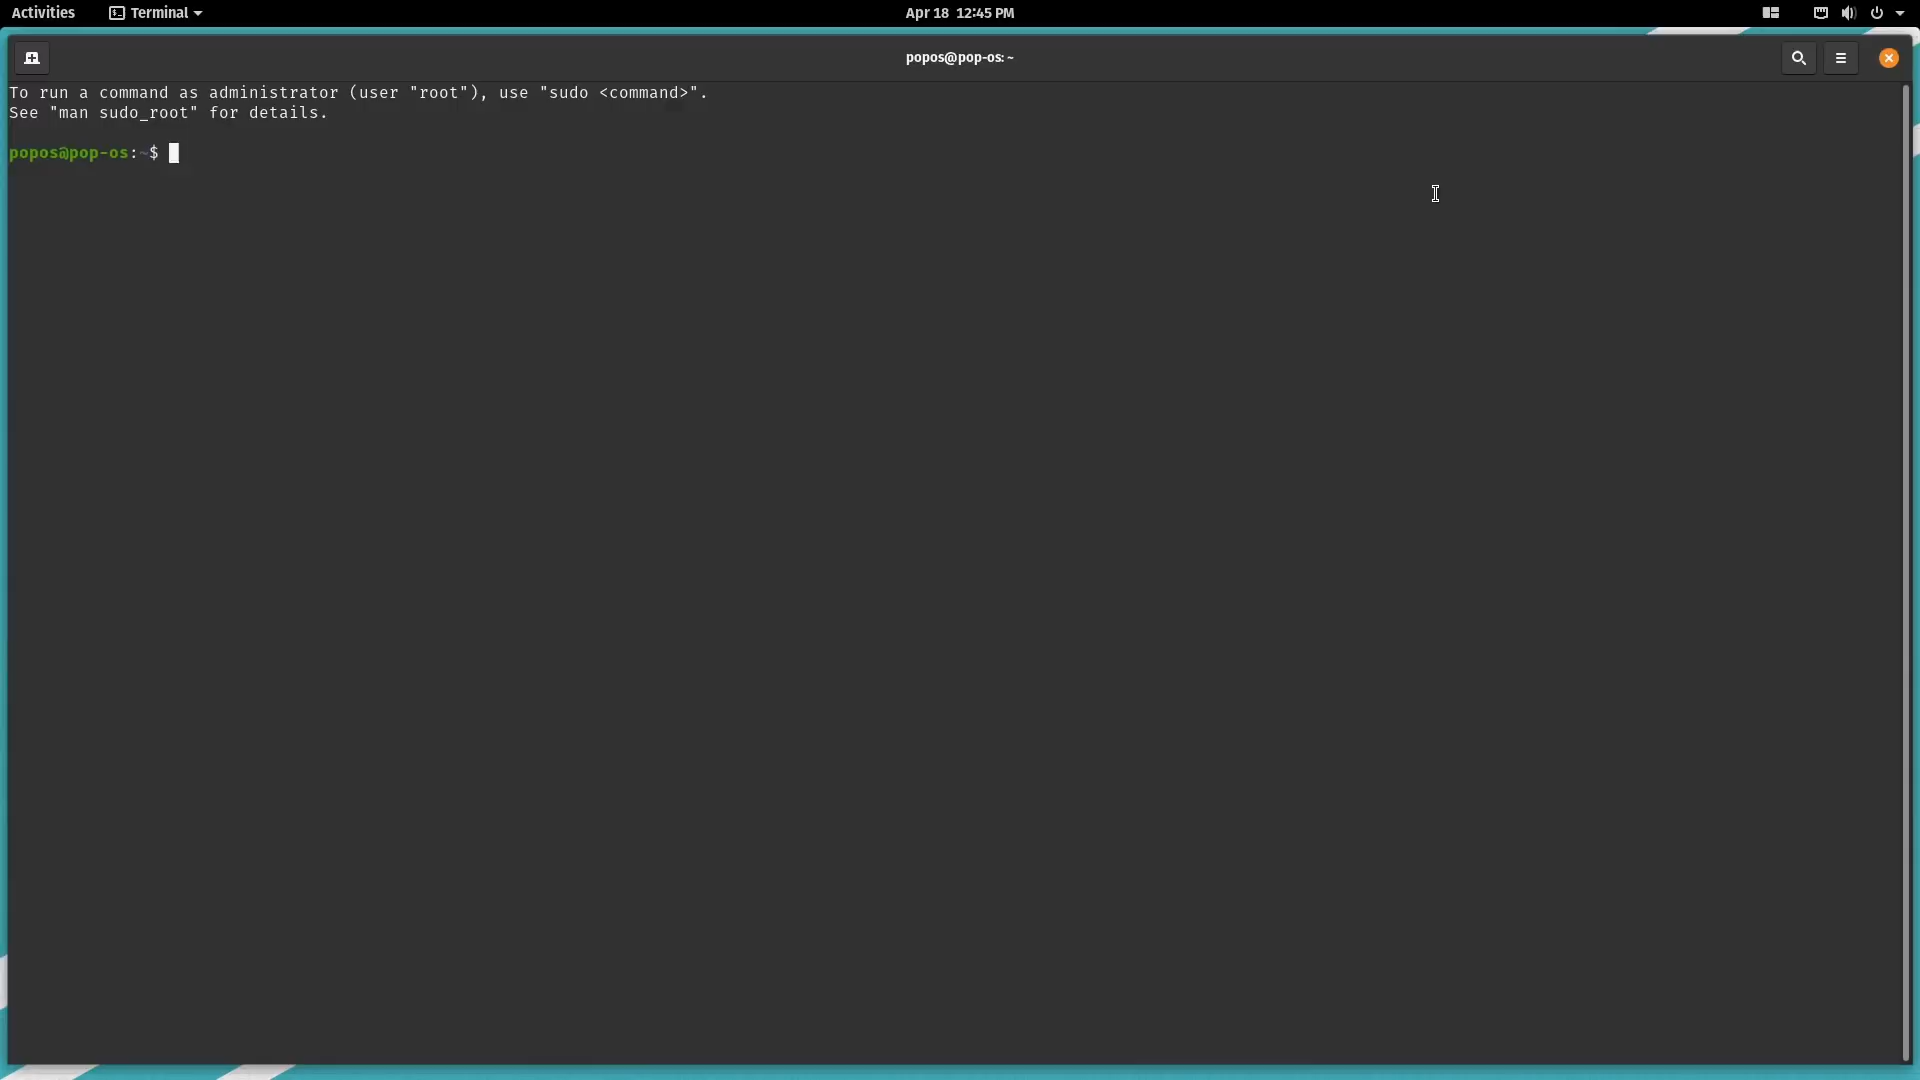 Activities Terminal Apr 18 12:45 PM
popos@pop-os: ~
To run a command as administrator (user "root"), use "sudo <command>".
See "man sudo_root" for details.
popos@pop-os:~$